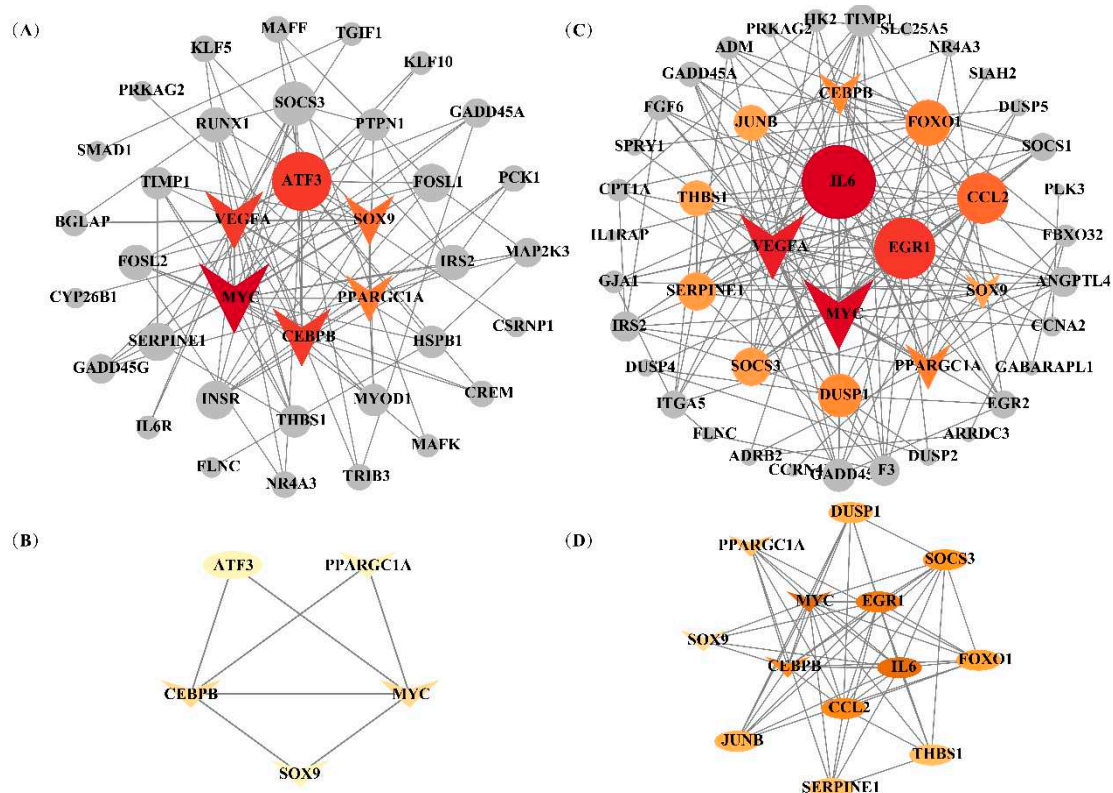 (A)
MAFF
TGIF1
KLF5
KLF10
PRKAG2
SOCS3
GADD45A
RUNX1
PTPN1
SMAD1
ATF3
TIMP1
FOSL1
PCK1
BGLAP
VEGFA
SOX9
MAP2K3
FOSL2
IRS2
CYP26B1
MYC
PPARGC1A
CSRNP1
SERPINE1
CEBPB
HSPB1
GADD45G
INSR
MYOD1
CREM
IL6R
THBS1
MAFK
FLNC
NR4A3
TRIB3
(C)
HK2
TIMP1
SLC25A5
PRKAG2
NR4A3
ADM
SIAH2
GADD45A
CEBPB
DUSP5
FGF6
JUNB
FOXO1
SOCS1
SPRY1
IL6
PLK3
CPT1A
THBS1
CCL2
FBXO32
IL1RAP
VEGFA
EGR1
ANGPTL4
GJA1
SERPINE1
SOX9
CCNA2
IRS2
MYC
GABARAPL1
DUSP4
SOCS3
PPARGC1A
EGR2
ITGA5
DUSP1
ARRDC3
FLNC
ADRB2
DUSP2
CCRN4
GADD45
F3
(B)
ATF3
PPARGC1A
CEBPB
MYC
SOX9
(D)
DUSP1
PPARGC1A
SOCS3
MYC
EGR1
SOX9
CEBPB
IL6
FOXO1
CCL2
JUNB
THBS1
SERPINE1